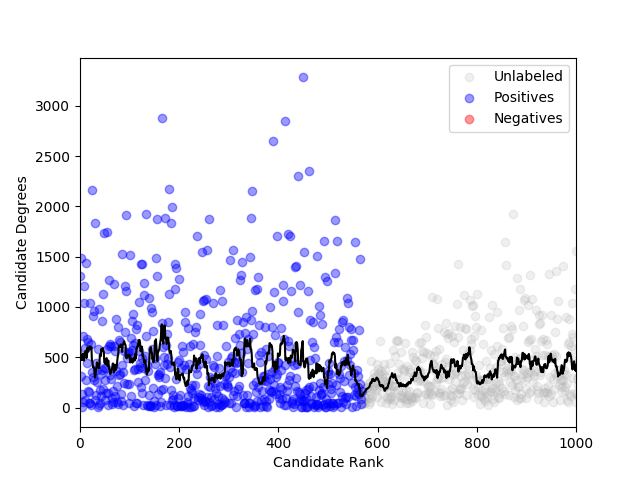 Unlabeled
Positives
Negatives
3000
2500
2000
1500
1000
500
0
Candidate Degrees
0 200 400 600 800 1000
Candidate Rank